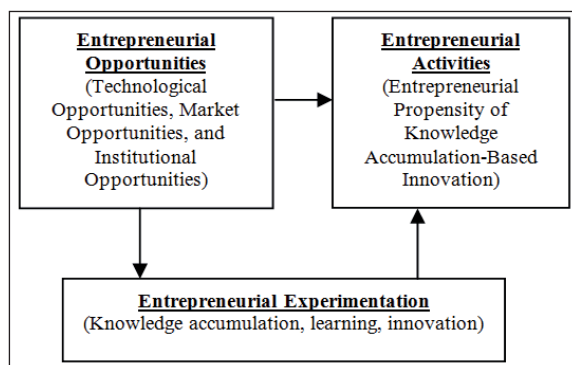 Entrepreneurial
Opportunities
(Technological
Opportunities, Market
Opportunities, and
Institutional
Opportunities)
Entrepreneurial
Activities
(Entrepreneurial
Propensity of
Knowledge
Accumulation-Based
Innovation)
Entrepreneurial Experimentation
(Knowledge accumulation, learning, innovation)